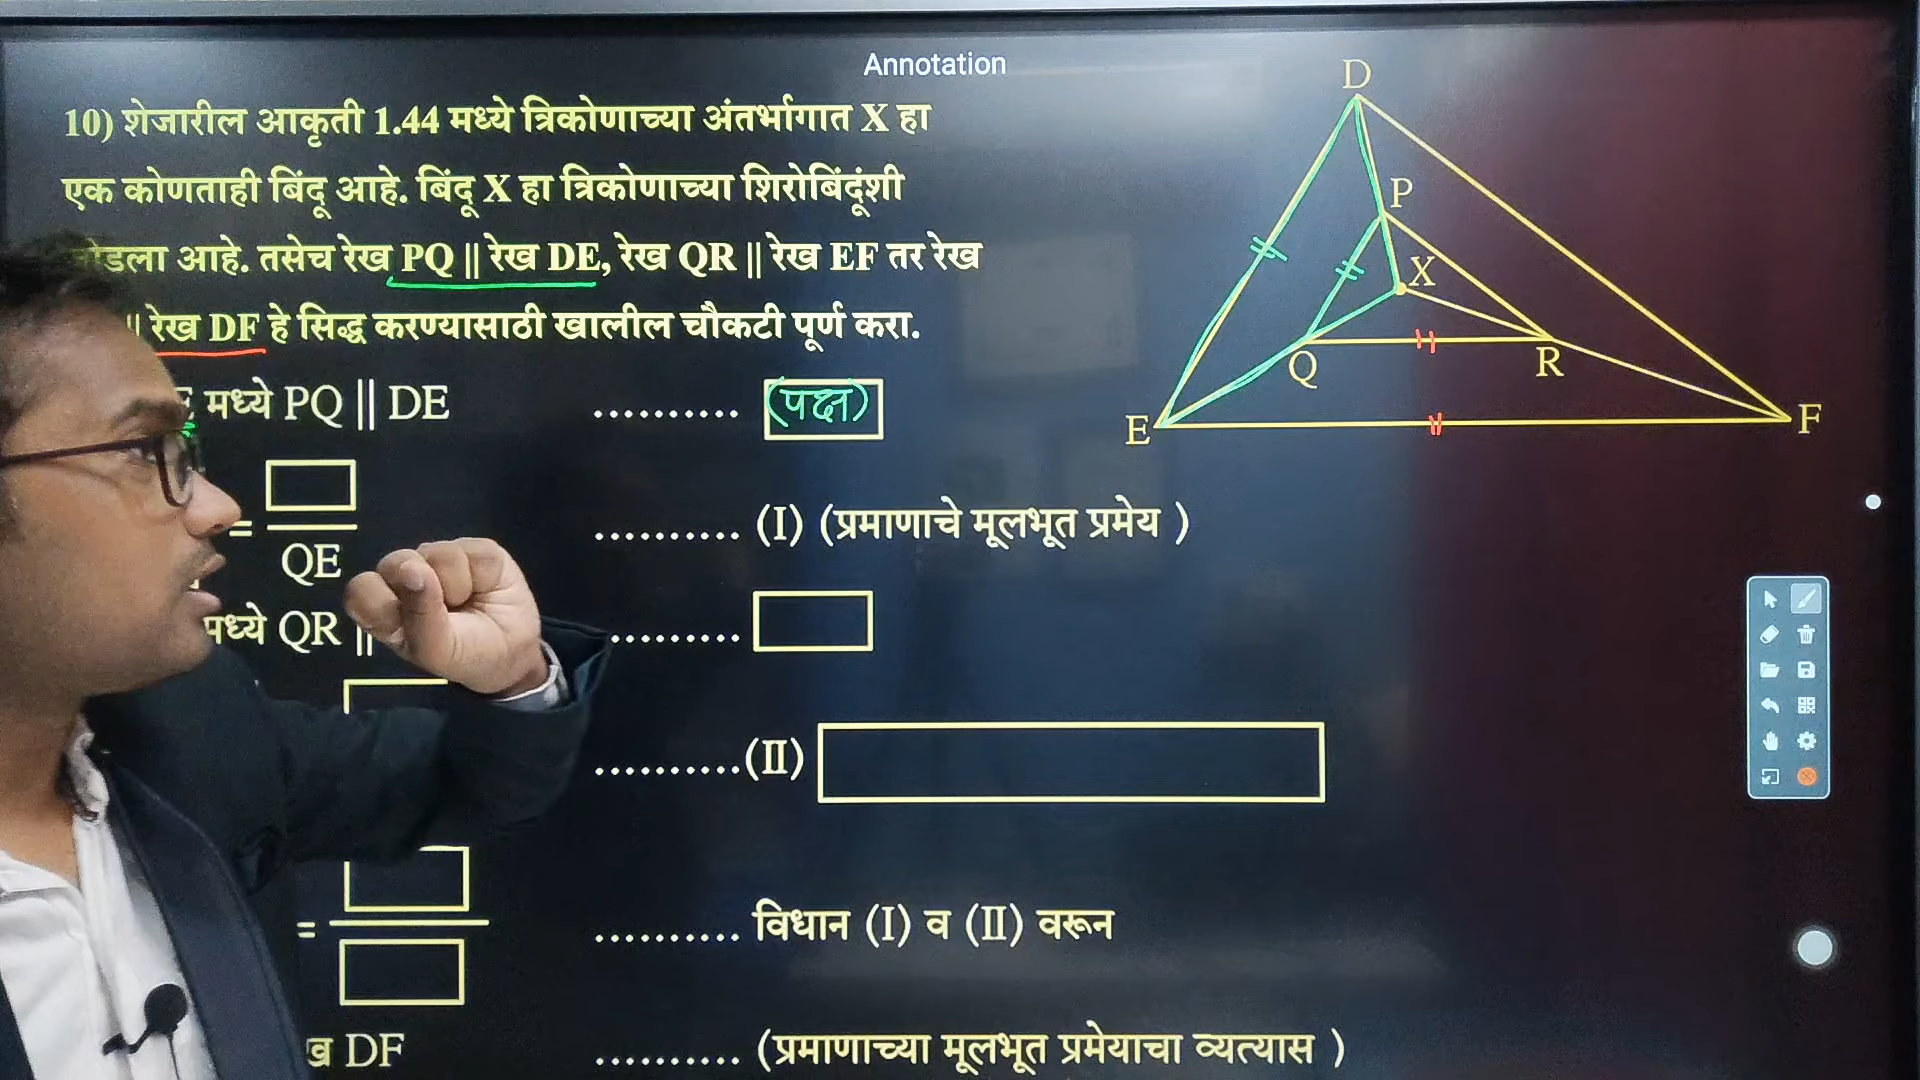 Annotation
10) शेजारील आकृती 1.44 मध्ये त्रिकोणाच्या अंतर्भागात X हा
एक कोणताही बिंदू आहे. बिंदू X हा त्रिकोणाच्या शिरोबिंदूंशी
आहे. तसेच रेख PQ || रेख DE, रेख QR || रेख EF तर रेख
|| रेख DF हे सिद्ध करण्यासाठी खालील चौकटी पूर्ण करा.
मध्ये PQ || DE .......... (पक्ष)
= QE .......... (I) (प्रमाणाचे मूलभूत प्रमेय )
मध्ये QR || .........
..........(II)
= .......... विधान (I) व (II) वरून
DF .......... (प्रमाणाच्या मूलभूत प्रमेयाचा व्यत्यास )
D
P
X
Q
R
E
F